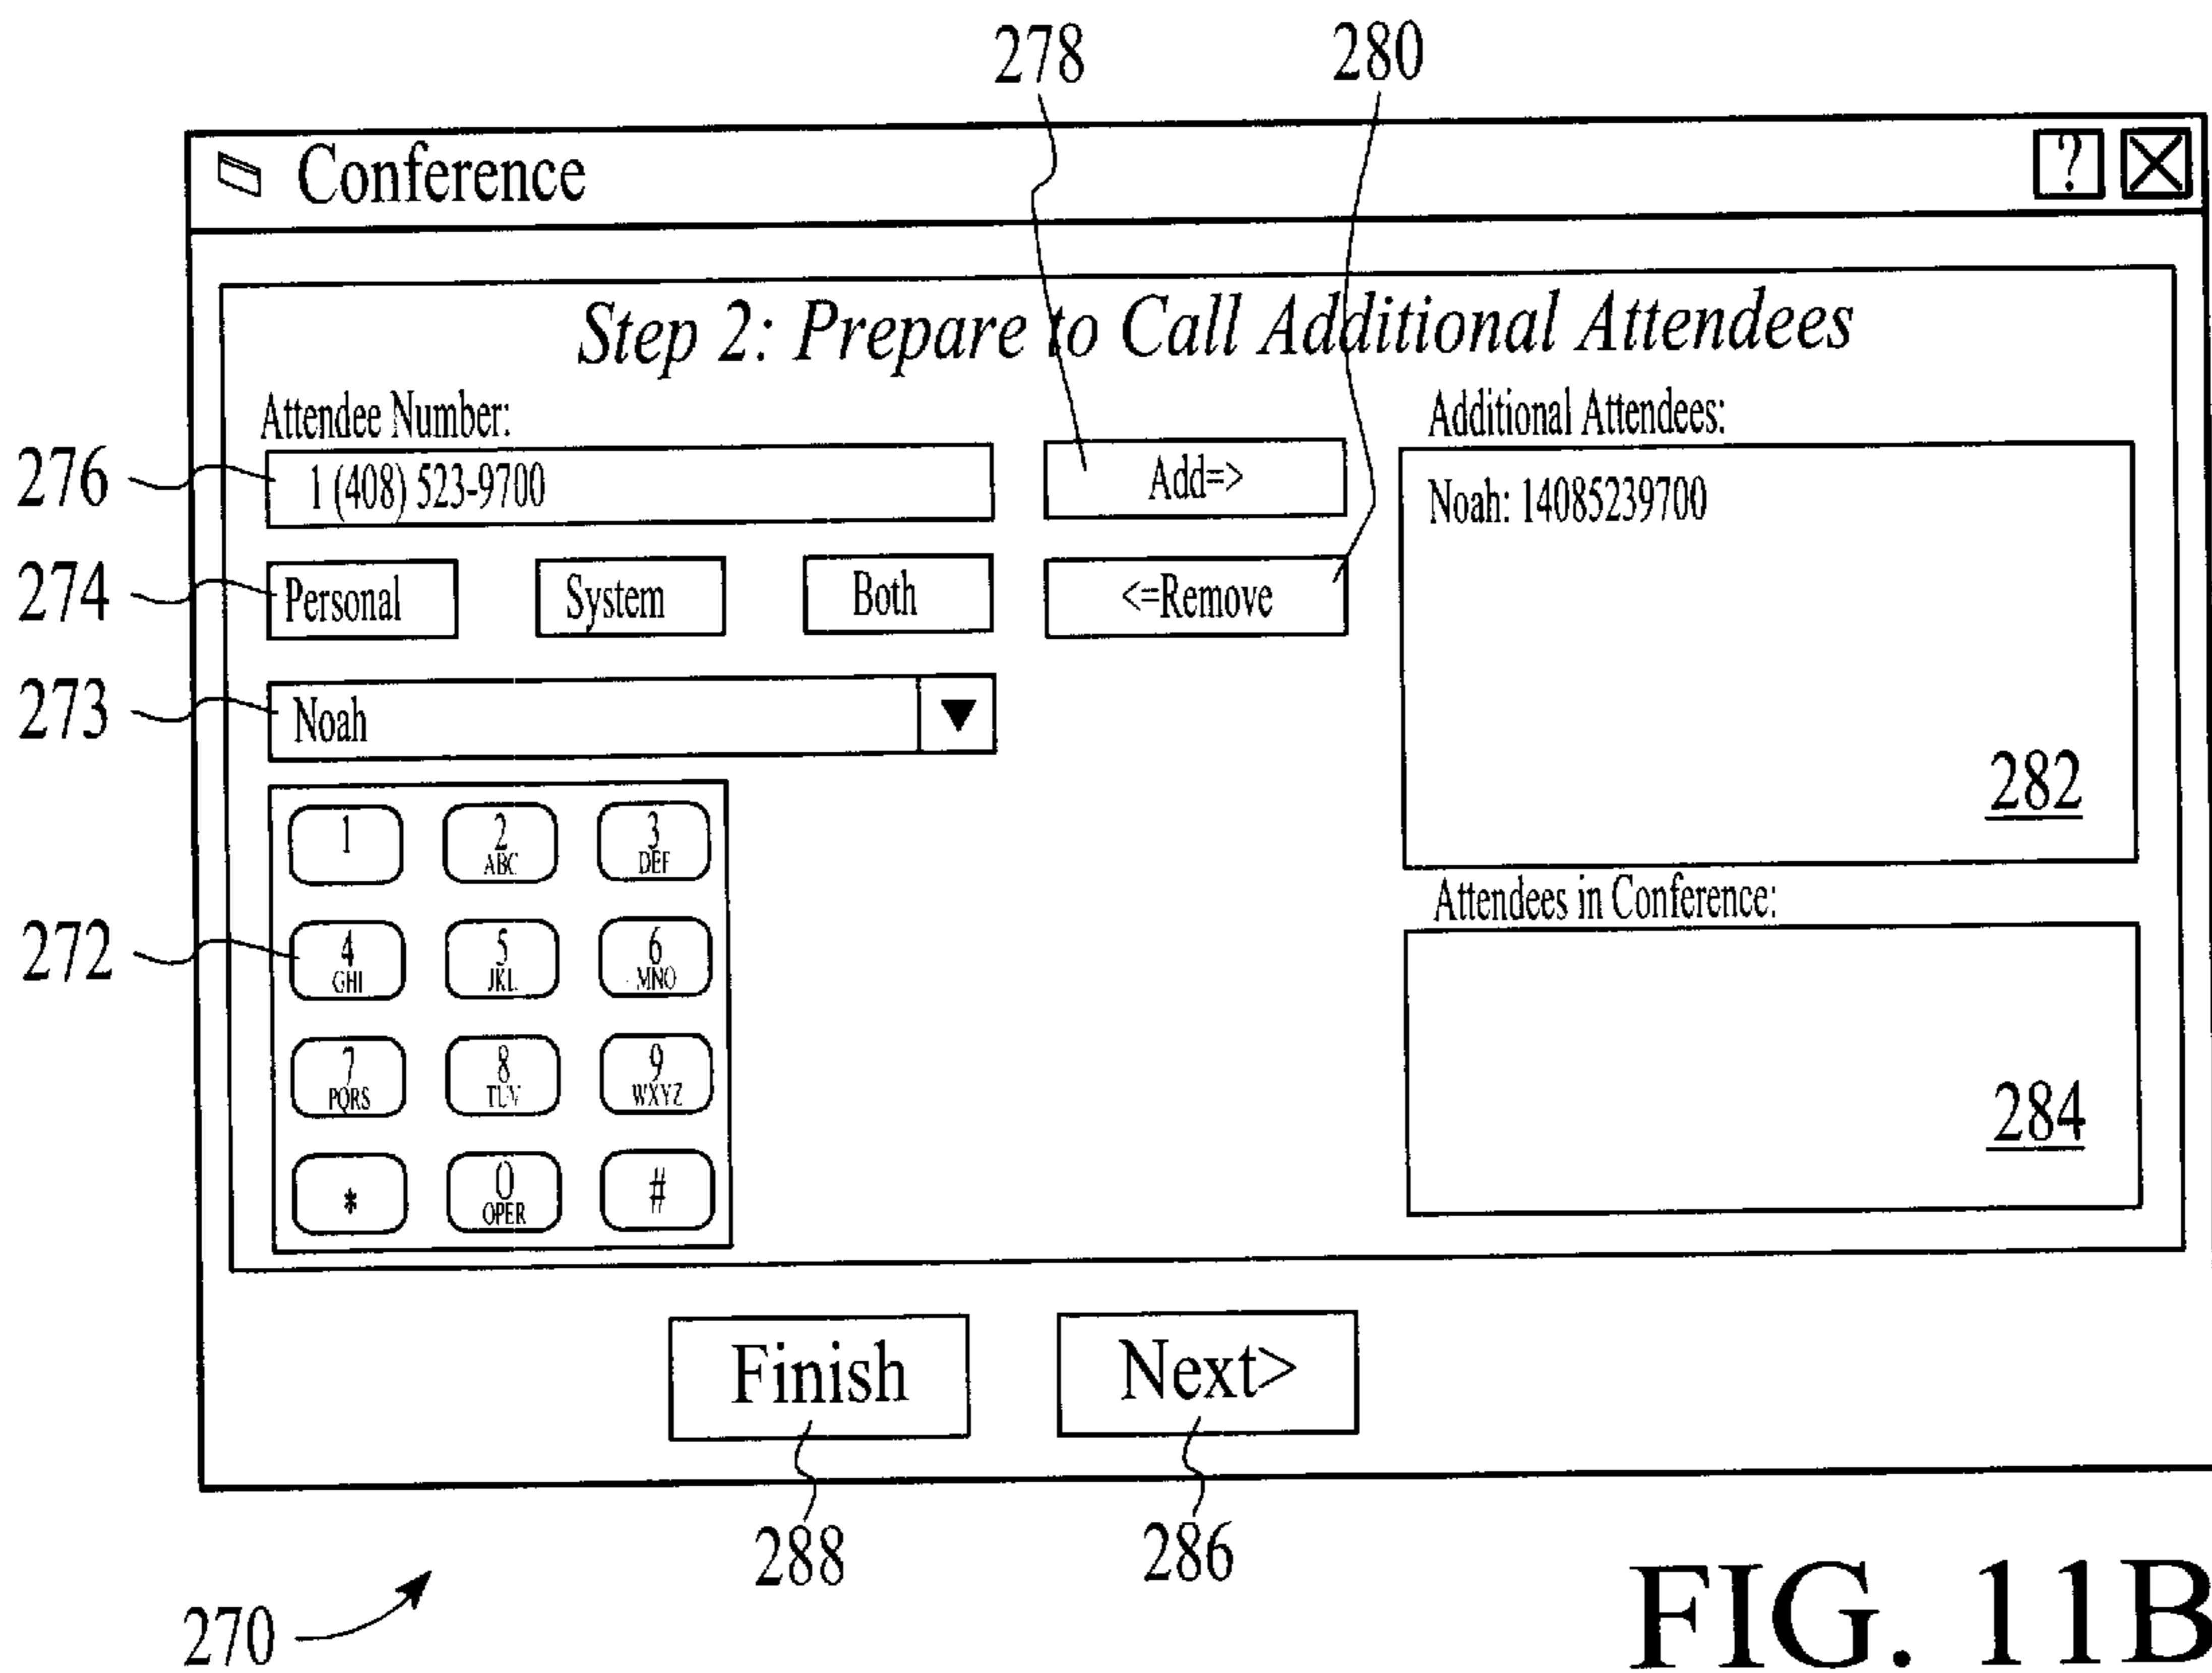 278 280
Conference ?
Step 2: Prepare to Call Additional Attendees
Attendee Number:
Additional Attendees:
276
1 (408) 523-9700
Add=>
Noah: 14085239700
274
Personal
System
Both
<=Remove
273
Noah
282
1
2
ABC
3
DEF
Attendees in Conference:
272
4
GHI
5
JKL
6
MNO
7
PQRS
8
TUV
9
WXYZ
284
*
0
OPER
#
Finish
Next>
288
286
270
FIG. 11B